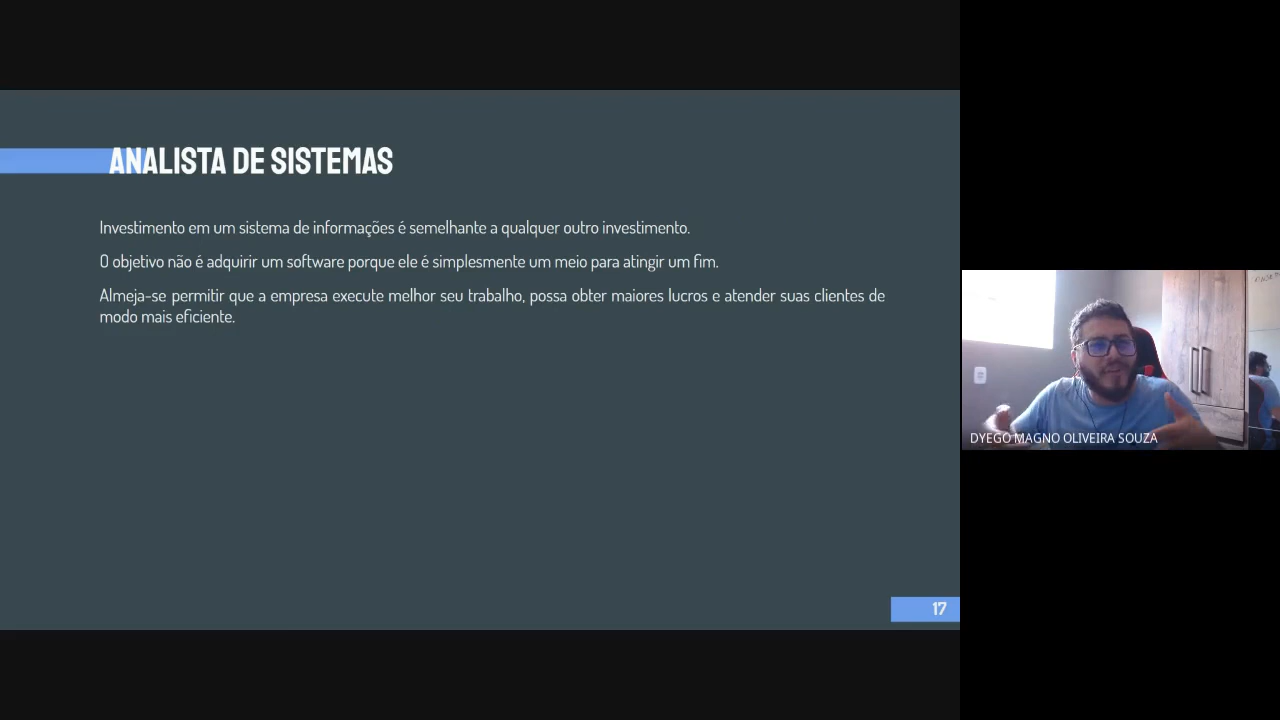 ANALISTA DE SISTEMAS
Investimento em um sistema de informações é semelhante a qualquer outro investimento.
O objetivo não é adquirir um software porque ele é simplesmente um meio para atingir um fim.
Almeja-se permitir que a empresa execute melhor seu trabalho, possa obter maiores lucros e atender suas clientes de
modo mais eficiente.
17
DYEGO MAGNO OLIVEIRA SOUZA